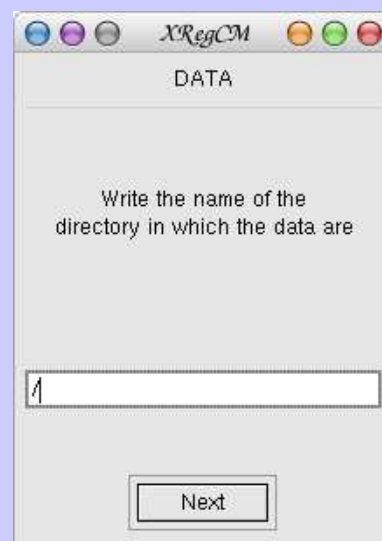 XRegCM
DATA
Write the name of the
directory in which the data are
/
Next